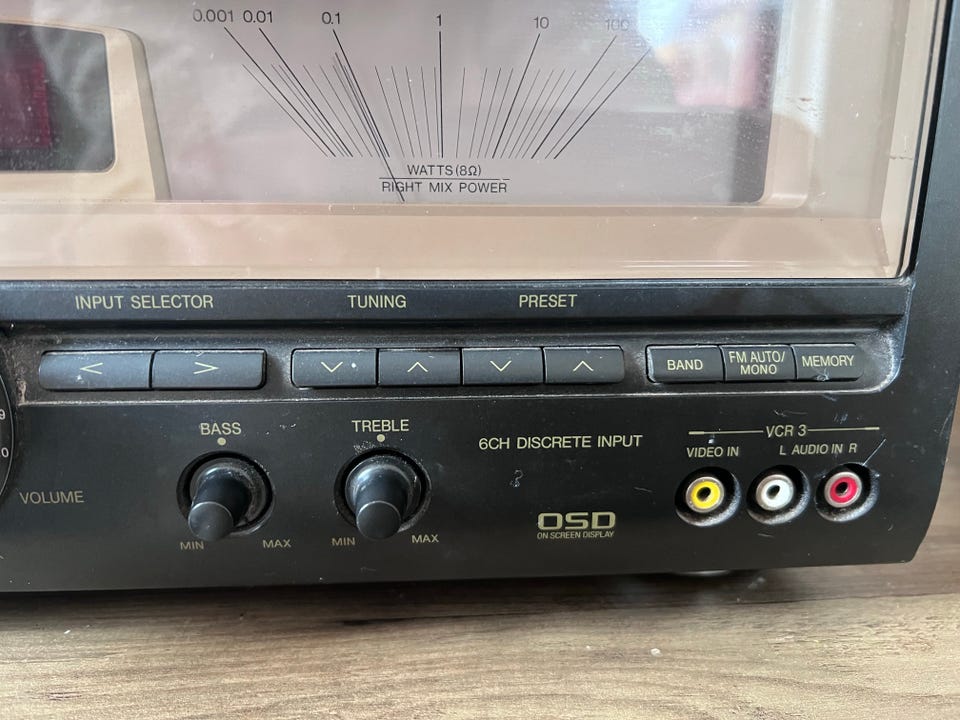 0.001 0.01 0.1 1 10 100
WATTS (8Ω)
RIGHT MIX POWER
INPUT SELECTOR TUNING PRESET
< >
BAND FM AUTO/ MONO MEMORY
BASS TREBLE
6CH DISCRETE INPUT
VCR 3
VIDEO IN L AUDIO IN R
9
0
VOLUME
MIN MAX MIN MAX
OSD
ON SCREEN DISPLAY